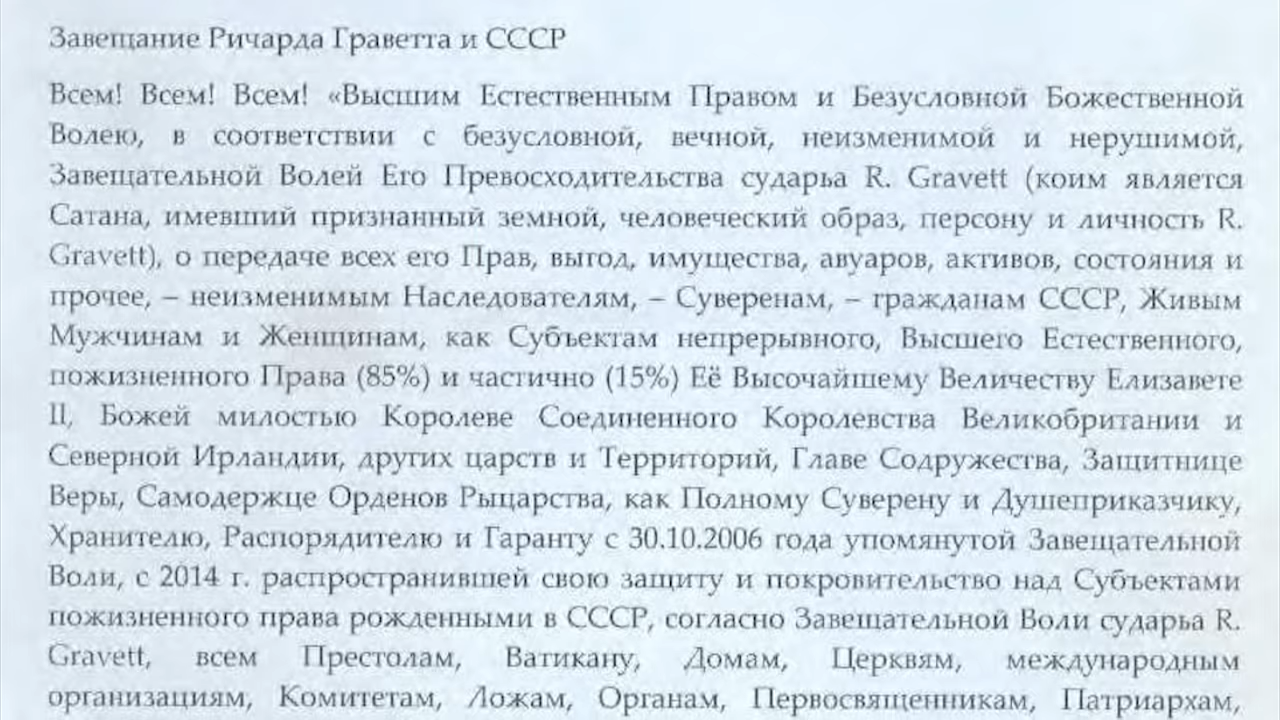 Завещание Ричарда Граветта и СССР
Всем! Всем! Всем! «Высшим Естественным Правом и Безусловной Божественной
Волею, в соответствии с безусловной, вечной, неизменимой и нерушимой,
Завещательной Волей Его Превосходительства сударья R. Gravett (коим является
Сатана, имевший признанный земной, человеческий образ, персону и личность R.
Gravett), о передаче всех его Прав, выгод, имущества, авуаров, активов, состояния и
прочее, – неизменимым Наследователям, – Суверенам, – гражданам СССР, Живым
Мужчинам и Женщинам, как Субъектам непрерывного, Высшего Естественного,
пожизненного Права (85%) и частично (15%) Её Высочайшему Величеству Елизавете
II, Божей милостью Королеве Соединенного Королевства Великобритании и
Северной Ирландии, других царств и Территорий, Главе Содружества, Защитнице
Веры, Самодержце Орденов Рыцарства, как Полному Суверену и Душеприказчику,
Хранителю, Распорядителю и Гаранту с 30.10.2006 года упомянутой Завещательной
Воли, с 2014 г. распространившей свою защиту и покровительство над Субъектами
пожизненного права рожденными в СССР, согласно Завещательной Воли сударья R.
Gravett, всем Престолам, Ватикану, Домам, Церквям, международным
организациям, Комитетам, Ложам, Органам, Первосвященникам, Патриархам,